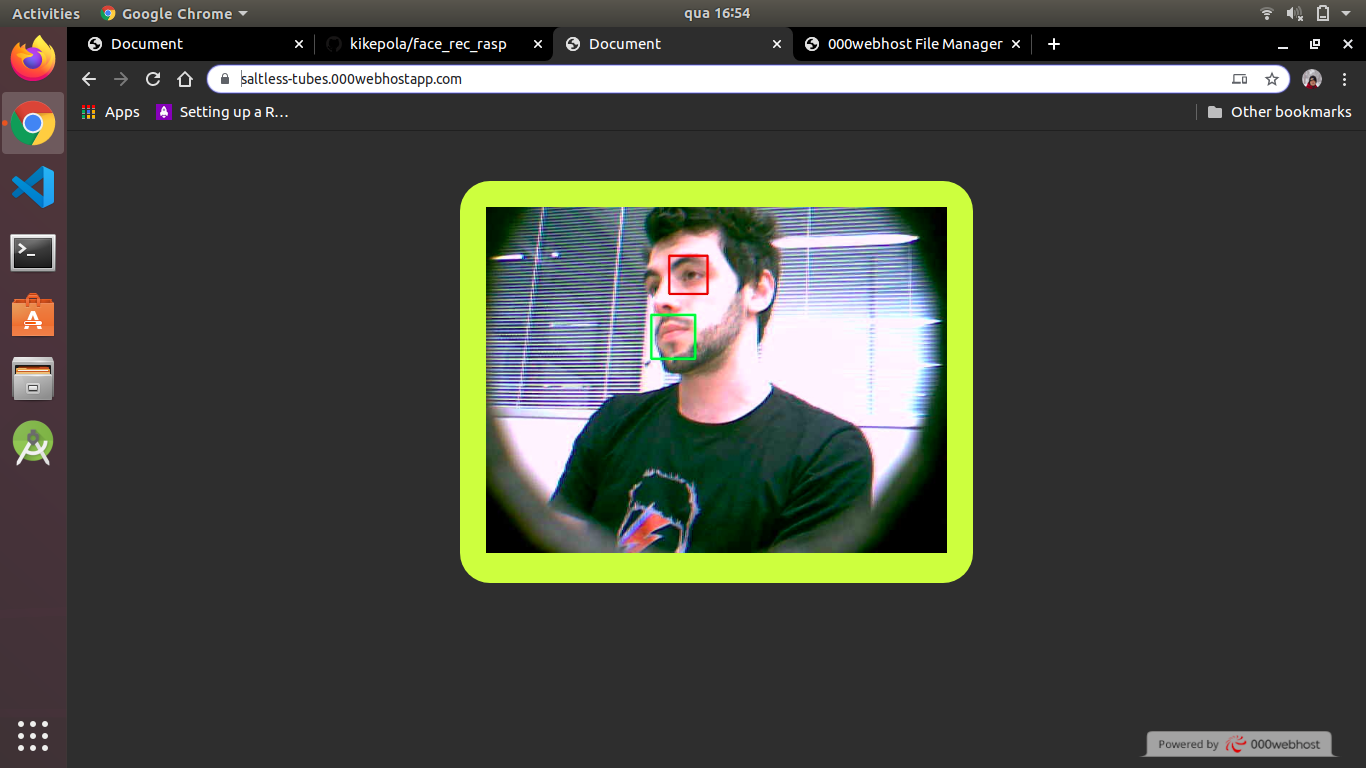 Activities Google Chrome qua 16:54
Document kikepola/face_rec_rasp Document 000webhost File Manager
saltless-tubes.000webhostapp.com
Apps Setting up a R... Other bookmarks
Powered by 000webhost